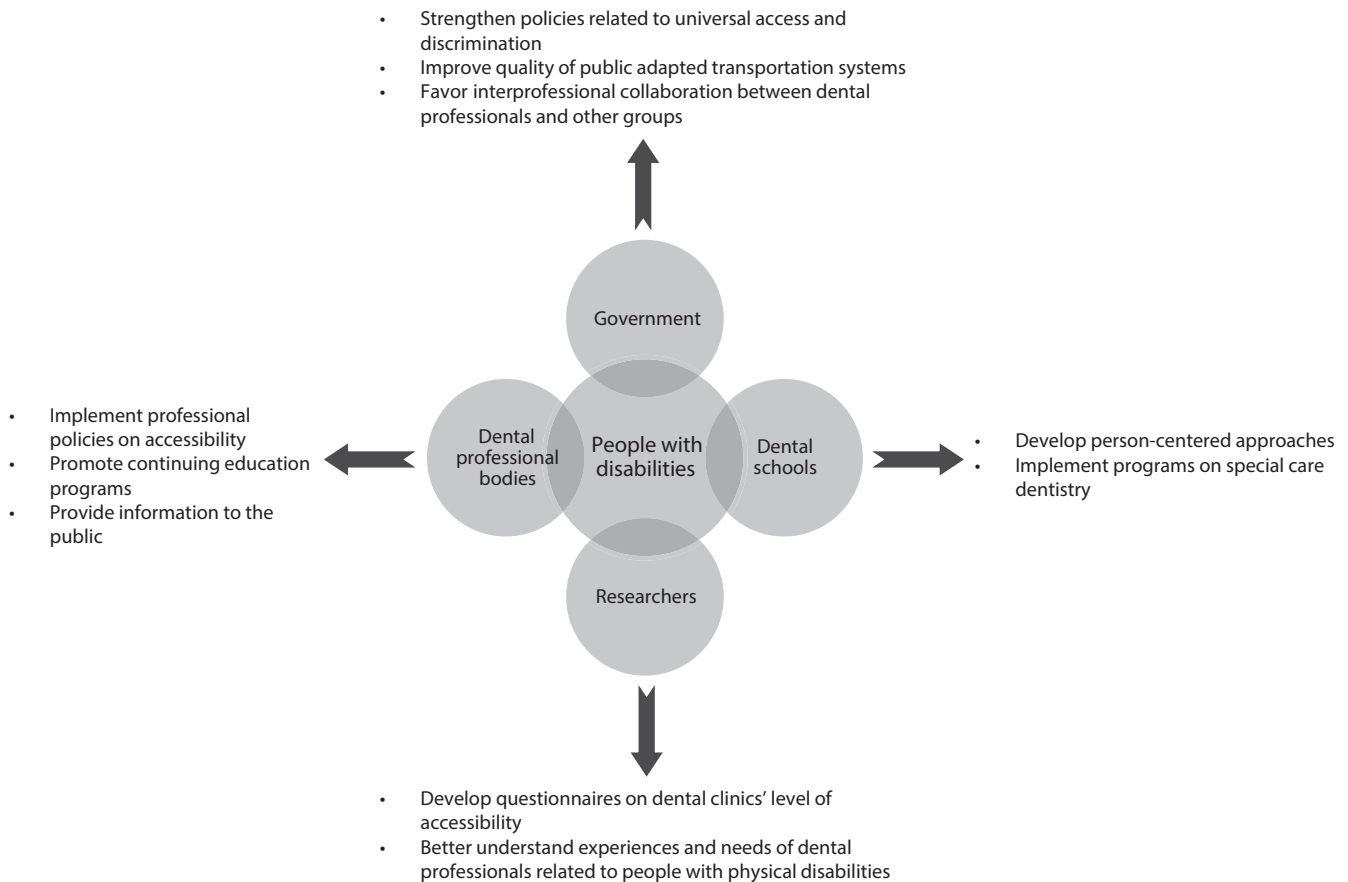 • Strengthen policies related to universal access and
discrimination
• Improve quality of public adapted transportation systems
• Favor interprofessional collaboration between dental
professionals and other groups
Government
• Implement professional
policies on accessibility
• Promote continuing education
programs
• Provide information to the
public
Dental
professional
bodies
People with
disabilities
Dental
schools
• Develop person-centered approaches
• Implement programs on special care
dentistry
Researchers
• Develop questionnaires on dental clinics’ level of
accessibility
• Better understand experiences and needs of dental
professionals related to people with physical disabilities